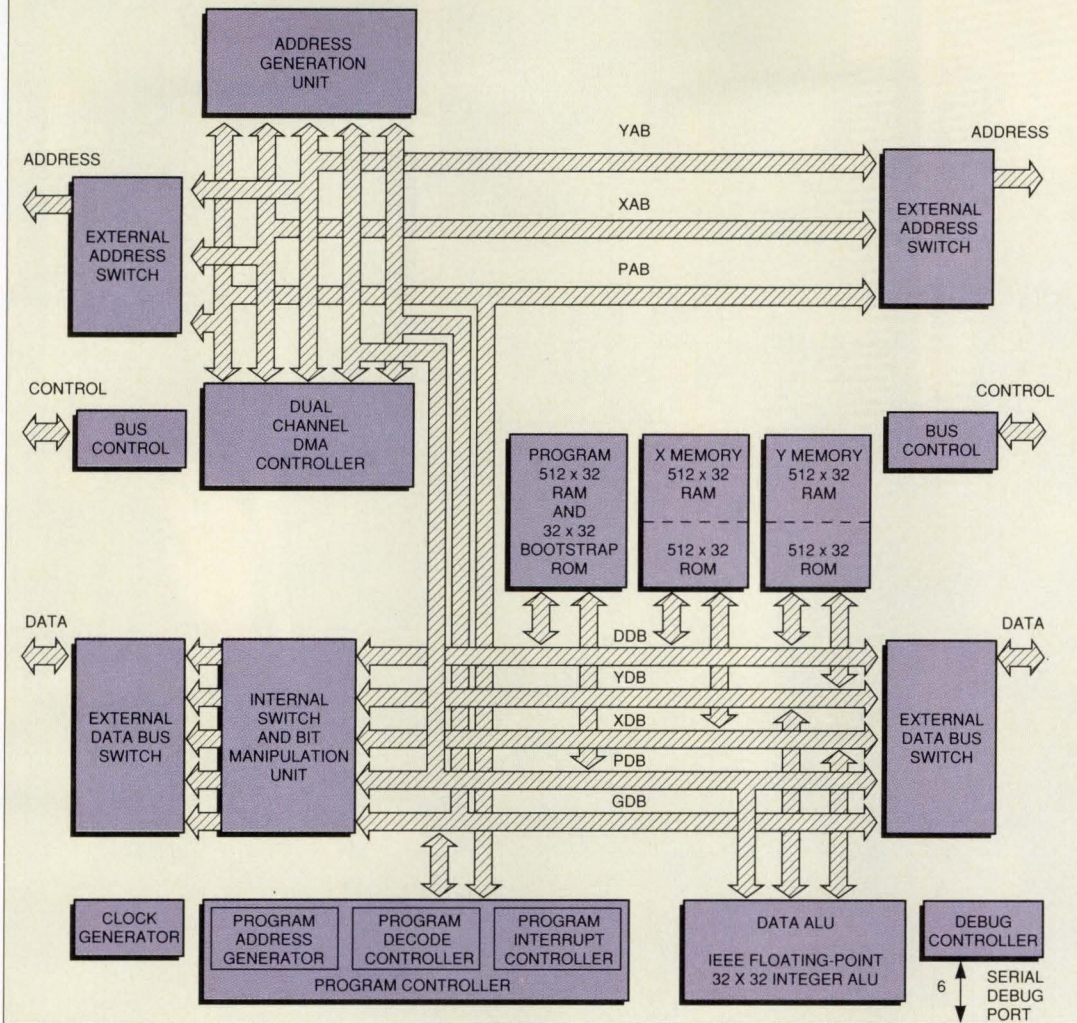 ADDRESS
GENERATION
UNIT
YAB
ADDRESS
ADDRESS
EXTERNAL
ADDRESS
SWITCH
XAB
EXTERNAL
ADDRESS
SWITCH
PAB
CONTROL
BUS
CONTROL
DUAL
CHANNEL
DMA
CONTROLLER
CONTROL
BUS
CONTROL
PROGRAM
512 x 32
RAM
AND
32 x 32
BOOTSTRAP
ROM
X MEMORY
512 x 32
RAM
512 x 32
ROM
Y MEMORY
512 x 32
RAM
512 x 32
ROM
DATA
EXTERNAL
DATA BUS
SWITCH
INTERNAL
SWITCH
AND BIT
MANIPULATION
UNIT
DDB
YDB
XDB
PDB
GDB
DATA
EXTERNAL
DATA BUS
SWITCH
CLOCK
GENERATOR
PROGRAM
ADDRESS
GENERATOR
PROGRAM
DECODE
CONTROLLER
PROGRAM
INTERRUPT
CONTROLLER
PROGRAM CONTROLLER
DATA ALU
IEEE FLOATING-POINT
32 X 32 INTEGER ALU
DEBUG
CONTROLLER
6
SERIAL
DEBUG
PORT